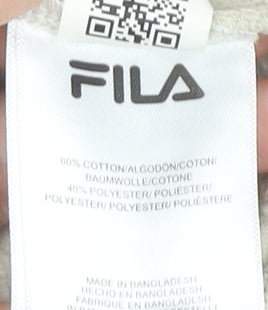 FILA
60% COTTON/ALGODÓN/COTON/
BAUMWOLLE/COTONE
40% POLYESTER/ POLIÉSTER/
POLYESTER/ POLYESTER/ POLIESTERE
MADE IN BANGLADESH
HECHO EN BANGLADESH
FABRIQUE EN BANGLADESH